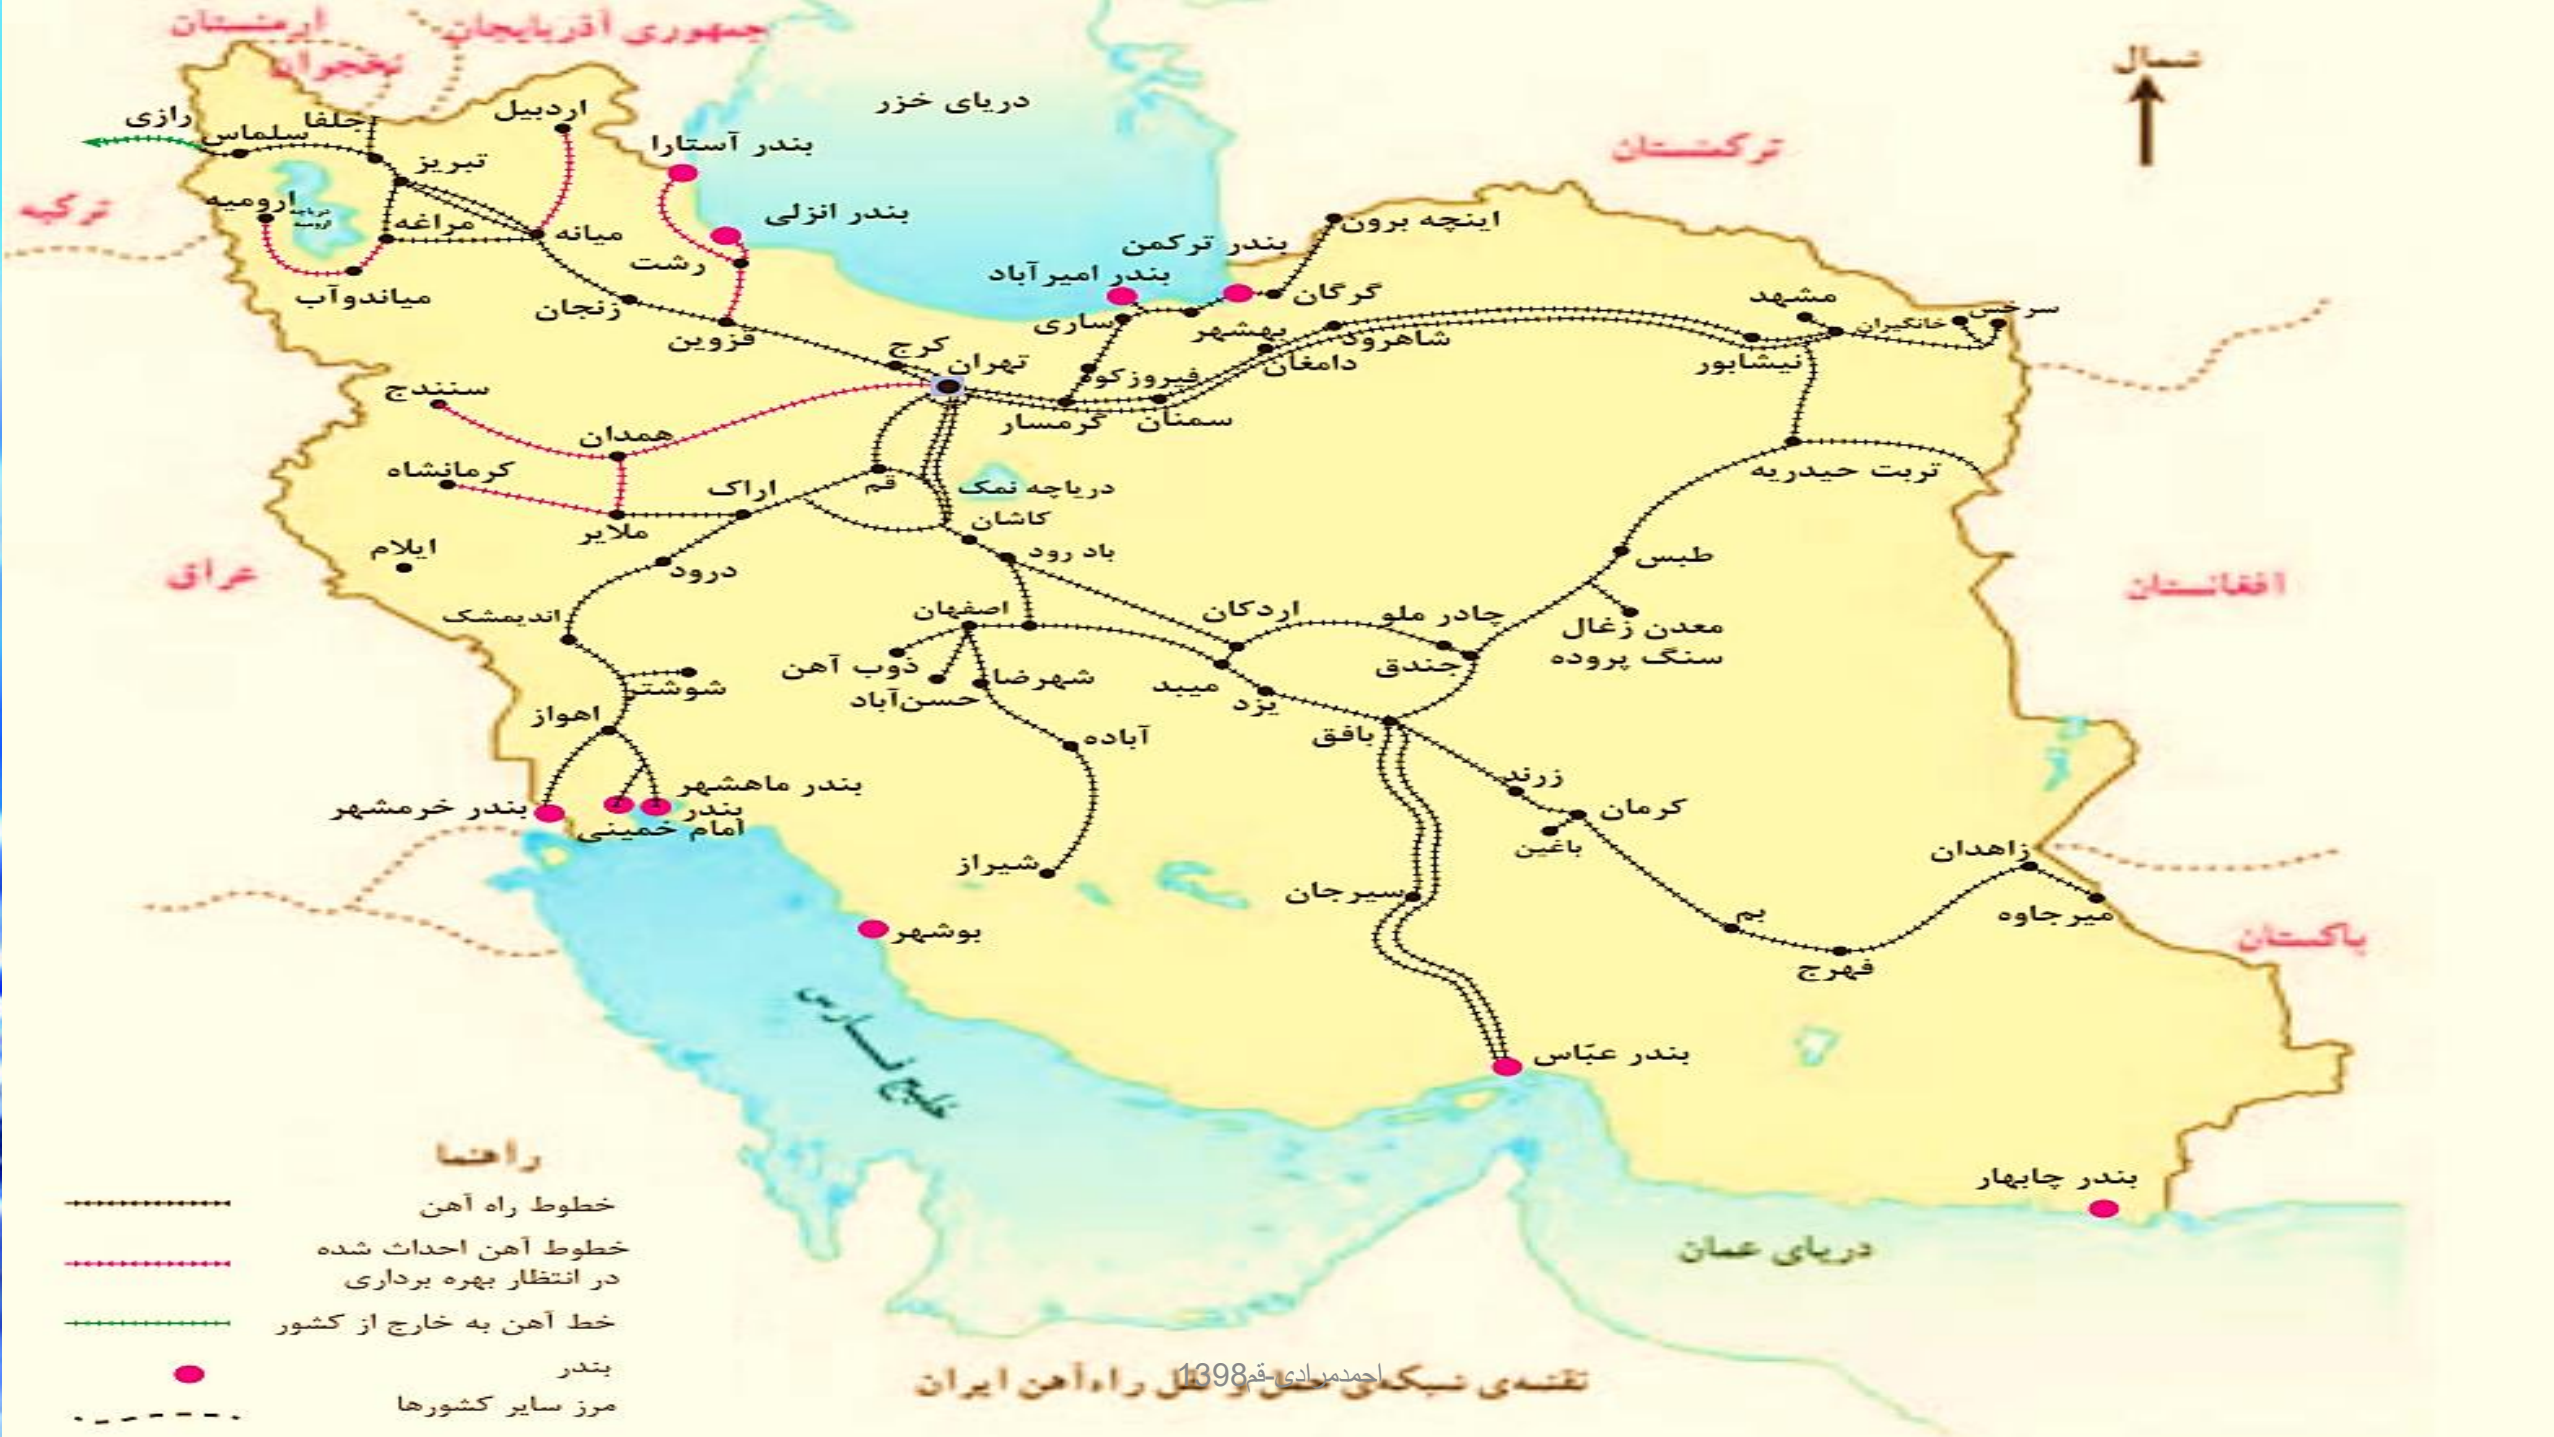 ارمنستان
جمهوری آذربایجان
نخجوان
شمال
دریای خزر
ترکمنستان
رازی
جلفا
سلماس
اردبیل
بندر آستارا
تبریز
ترکیه
ارومیه
دریاچه
ارومیه
مراغه
میانه
بندر انزلی
اینچه برون
بندر ترکمن
رشت
بندر امیرآباد
گرگان
میاندوآب
زنجان
مشهد
سرخس
خانگیران
ساری
بهشهر
شاهرود
قزوین
کرج
تهران
دامغان
نیشابور
فیروزکوه
سنندج
گرمسار
سمنان
همدان
کرمانشاه
تربت حیدریه
اراک
قم
دریاچه نمک
ملایر
کاشان
ایلام
باد رود
طبس
عراق
درود
افغانستان
اندیمشک
اصفهان
اردکان
چادر ملو
معدن زغال
سنگ پروده
ذوب آهن
شهرضا
جندق
شوشتر
حسن‌آباد
میبد
یزد
اهواز
آباده
بافق
بندر ماهشهر
زرند
بندر خرمشهر
بندر
امام خمینی
کرمان
باغین
زاهدان
شیراز
سیرجان
میرجاوه
بم
بوشهر
پاکستان
فهرج
خلیج فارس
بندر عبّاس
بندر چابهار
دریای عمان
راهنما
خطوط راه آهن
خطوط آهن احداث شده
در انتظار بهره برداری
خط آهن به خارج از کشور
بندر
مرز سایر کشورها
نقشه‌ی شبکه‌ی حمل و نقل راه‌آهن ایران
احمدمرادی-قم1398